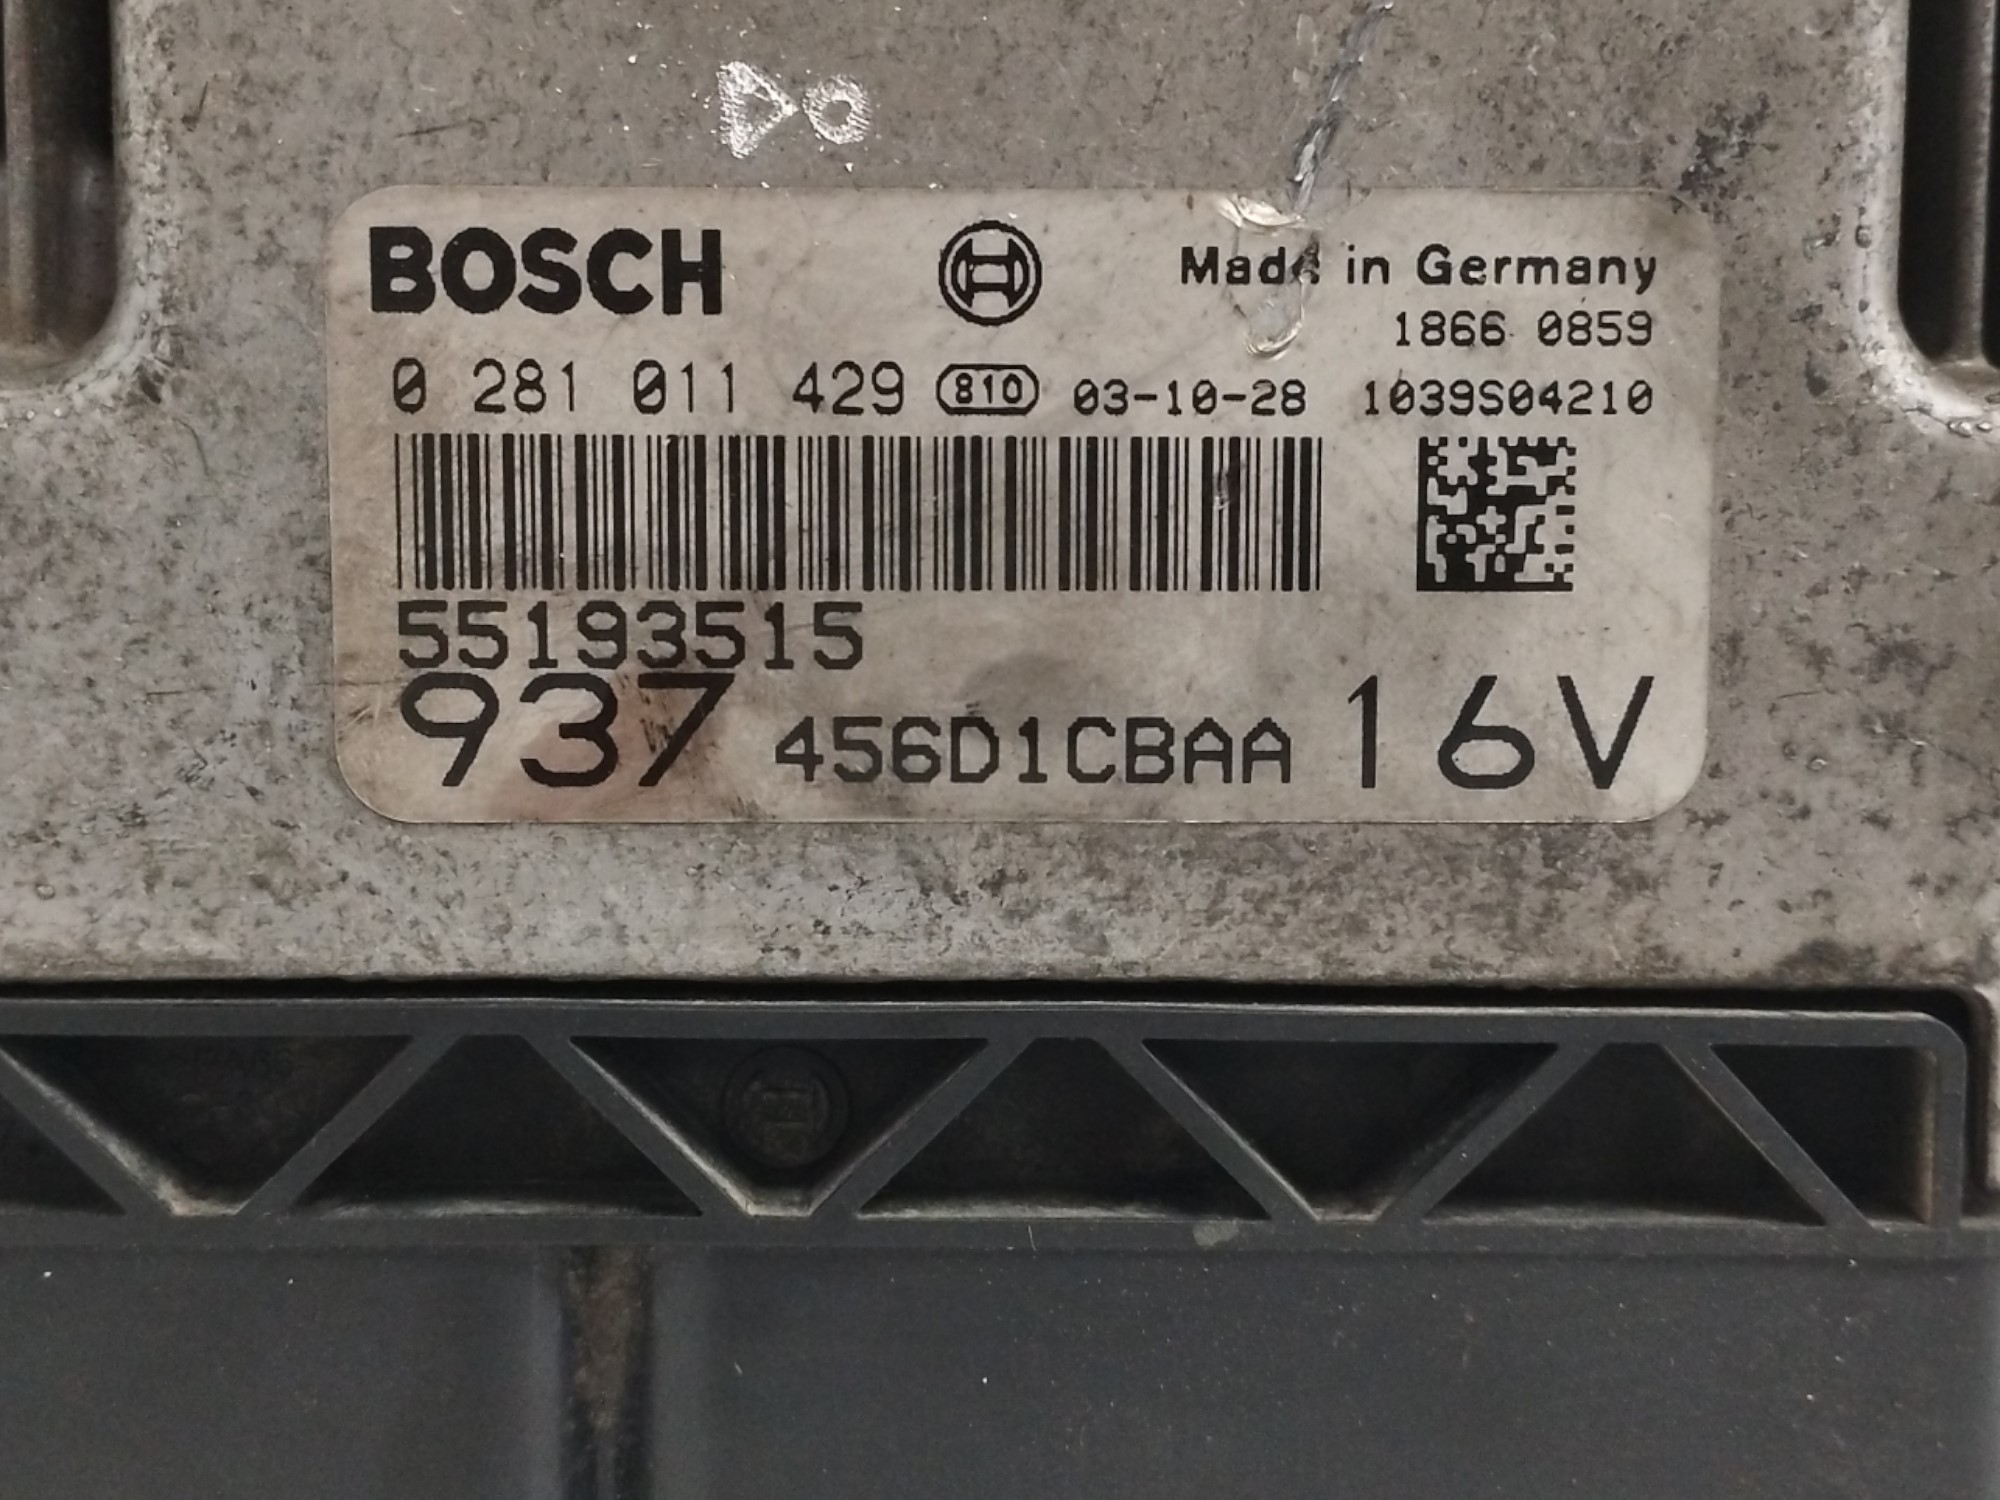 DO
BOSCH
Made in Germany
1866 0859
0 281 011 429 810 03-10-28 1039S04210
55193515
937 456D1CBAA 16V